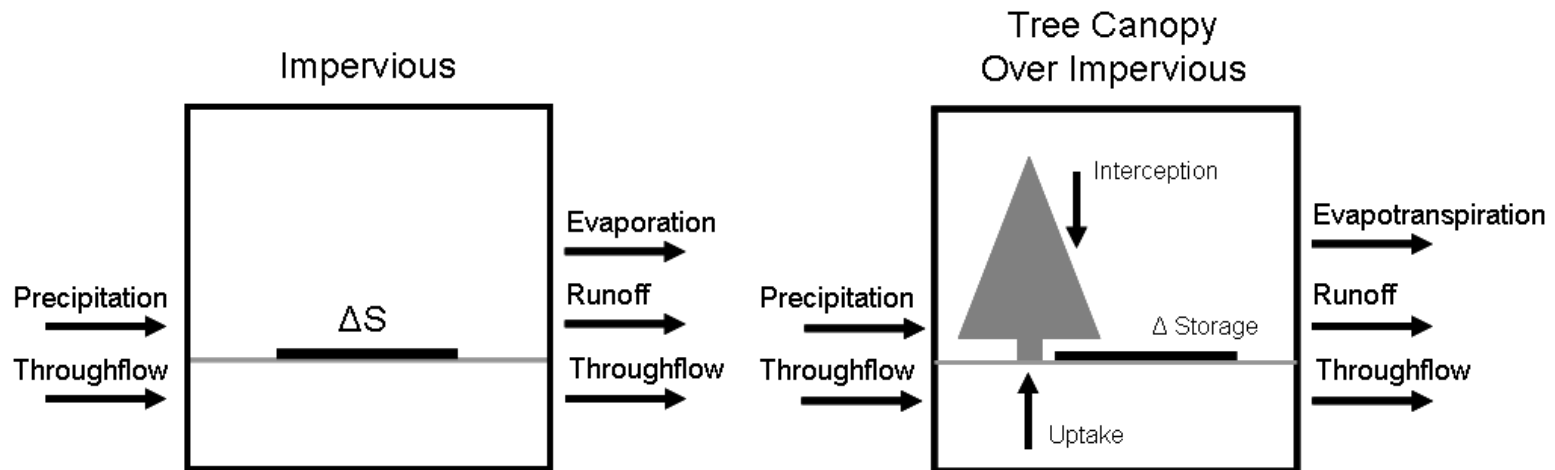 Impervious
Precipitation
Throughflow
ΔS
Evaporation
Runoff
Throughflow
Tree Canopy
Over Impervious
Precipitation
Throughflow
Interception
Δ Storage
Uptake
Evapotranspiration
Runoff
Throughflow